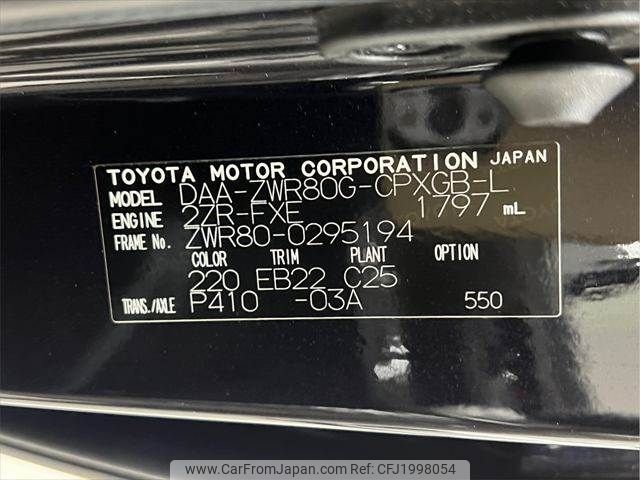 TOYOTA MOTOR CORPORATION JAPAN
MODEL DAA-ZWR80G-CPXGB-L
ENGINE 2ZR-FXE 1797 mL
FRAME No. ZWR80-0295194
COLOR TRIM PLANT OPTION
220 EB22 C25
TRANS./AXLE P410 -03A 550
www.CarFromJapan.com - CFJ1998054